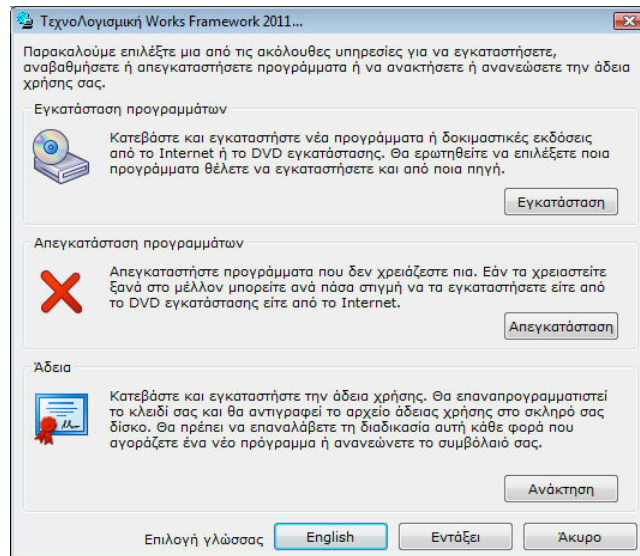 ΤεχνοΛογισμική Works Framework 2011...
Παρακαλούμε επιλέξτε μια από τις ακόλουθες υπηρεσίες για να εγκαταστήσετε,
αναβαθμήσετε ή απεγκαταστήσετε προγράμματα ή να ανακτήσετε ή ανανεώσετε την άδεια
χρήσης σας.
Εγκατάσταση προγραμμάτων
Κατεβάστε και εγκαταστήστε νέα προγράμματα ή δοκιμαστικές εκδόσεις
από το Internet ή το DVD εγκατάστασης. Θα ερωτηθείτε να επιλέξετε ποια
προγράμματα θέλετε να εγκαταστήσετε και από ποια πηγή.
Εγκατάσταση
Απεγκατάσταση προγραμμάτων
Απεγκαταστήστε προγράμματα που δεν χρειάζεστε πια. Εάν τα χρειαστείτε
ξανά στο μέλλον μπορείτε ανά πάσα στιγμή να τα εγκαταστήσετε είτε από
το DVD εγκατάστασης είτε από το Internet.
Απεγκατάσταση
Άδεια
Κατεβάστε και εγκαταστήστε την άδεια χρήσης. Θα επαναπρογραμματιστεί
το κλειδί σας και θα αντιγραφεί το αρχείο άδειας χρήσης στο σκληρό σας
δίσκο. Θα πρέπει να επαναλάβετε τη διαδικασία αυτή κάθε φορά που
αγοράζετε ένα νέο πρόγραμμα ή ανανεώνετε το συμβόλαιό σας.
Ανάκτηση
Επιλογή γλώσσας English Εντάξει Άκυρο